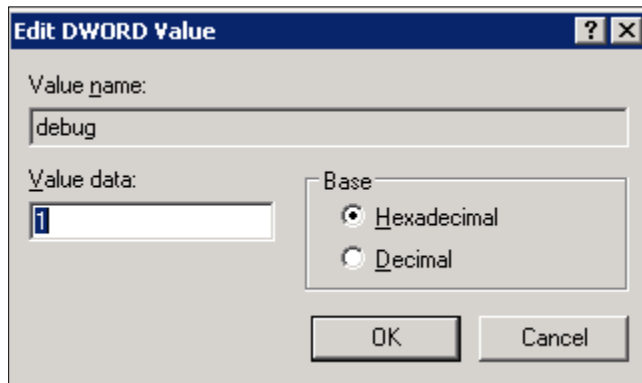 Edit DWORD Value
Value name:
debug
Value data:
1
Base
Hexadecimal
Decimal
OK
Cancel